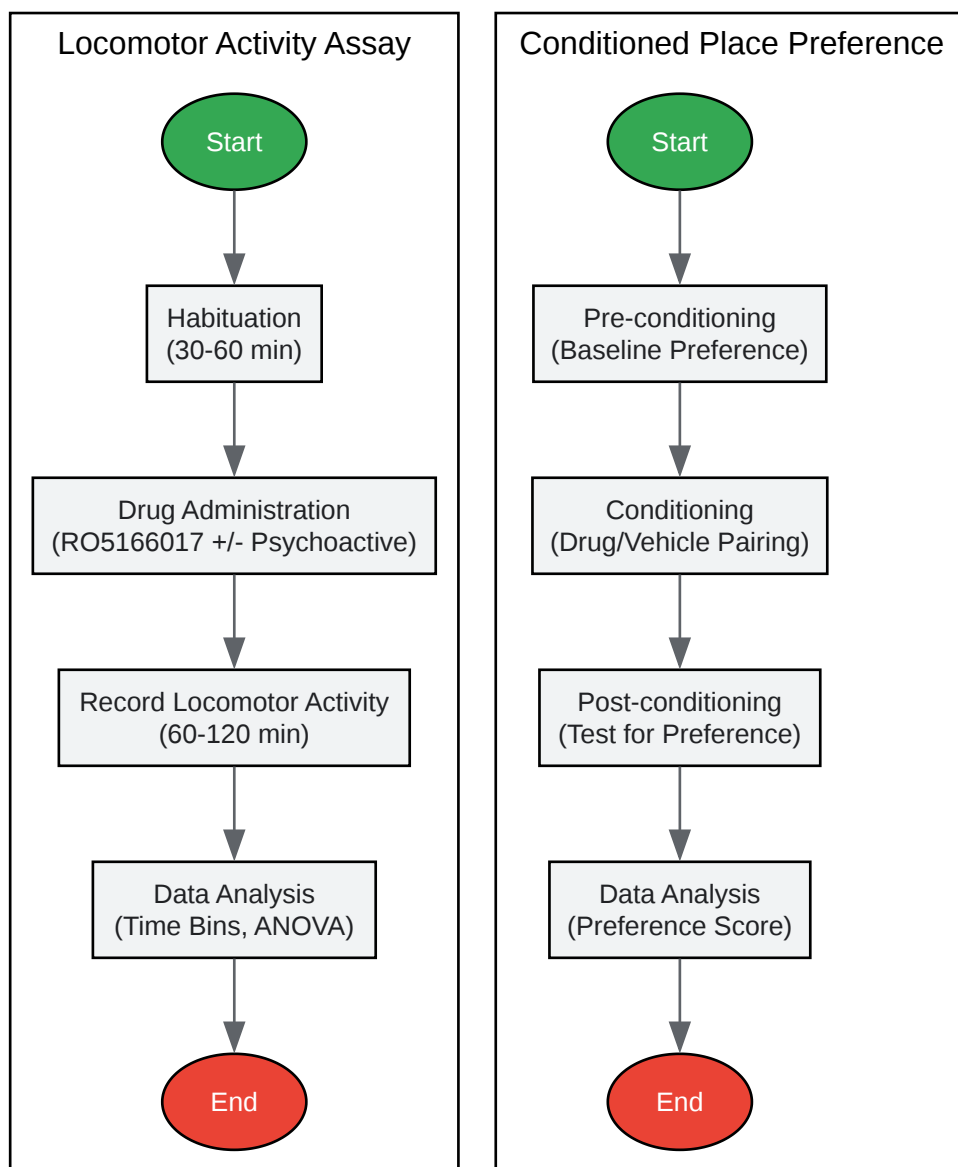 Locomotor Activity Assay
Start
Habituation
(30-60 min)
Drug Administration
(RO5166017 +/- Psychoactive)
Record Locomotor Activity
(60-120 min)
Data Analysis
(Time Bins, ANOVA)
End
Conditioned Place Preference
Start
Pre-conditioning
(Baseline Preference)
Conditioning
(Drug/Vehicle Pairing)
Post-conditioning
(Test for Preference)
Data Analysis
(Preference Score)
End